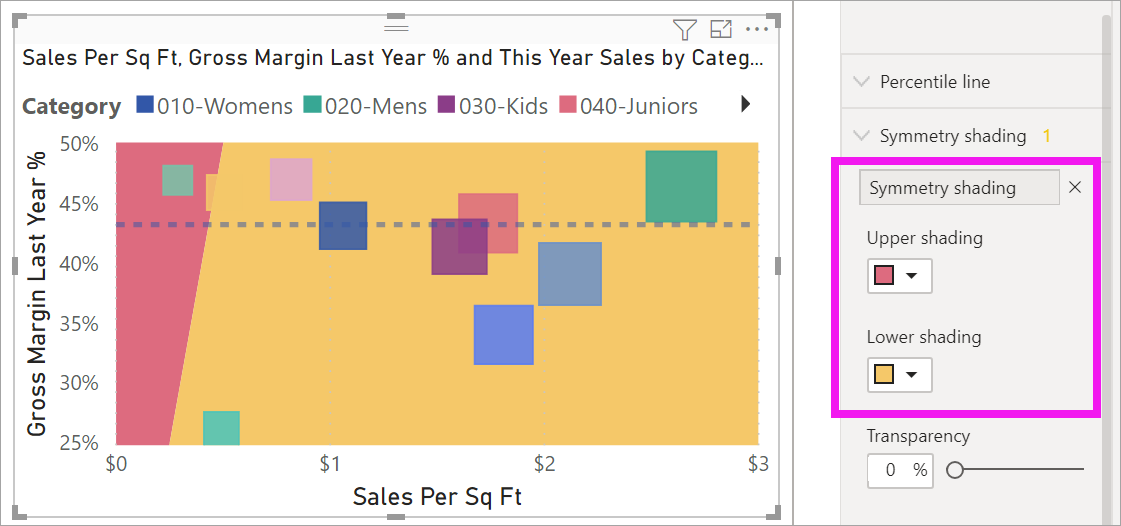 Sales Per Sq Ft, Gross Margin Last Year % and This Year Sales by Categ...
Category 010-Womens 020-Mens 030-Kids 040-Juniors
Gross Margin Last Year %
50%
45%
40%
35%
30%
25%
$0 $1 $2 $3
Sales Per Sq Ft
Percentile line
Symmetry shading 1
Symmetry shading
Upper shading
Lower shading
Transparency
0 %